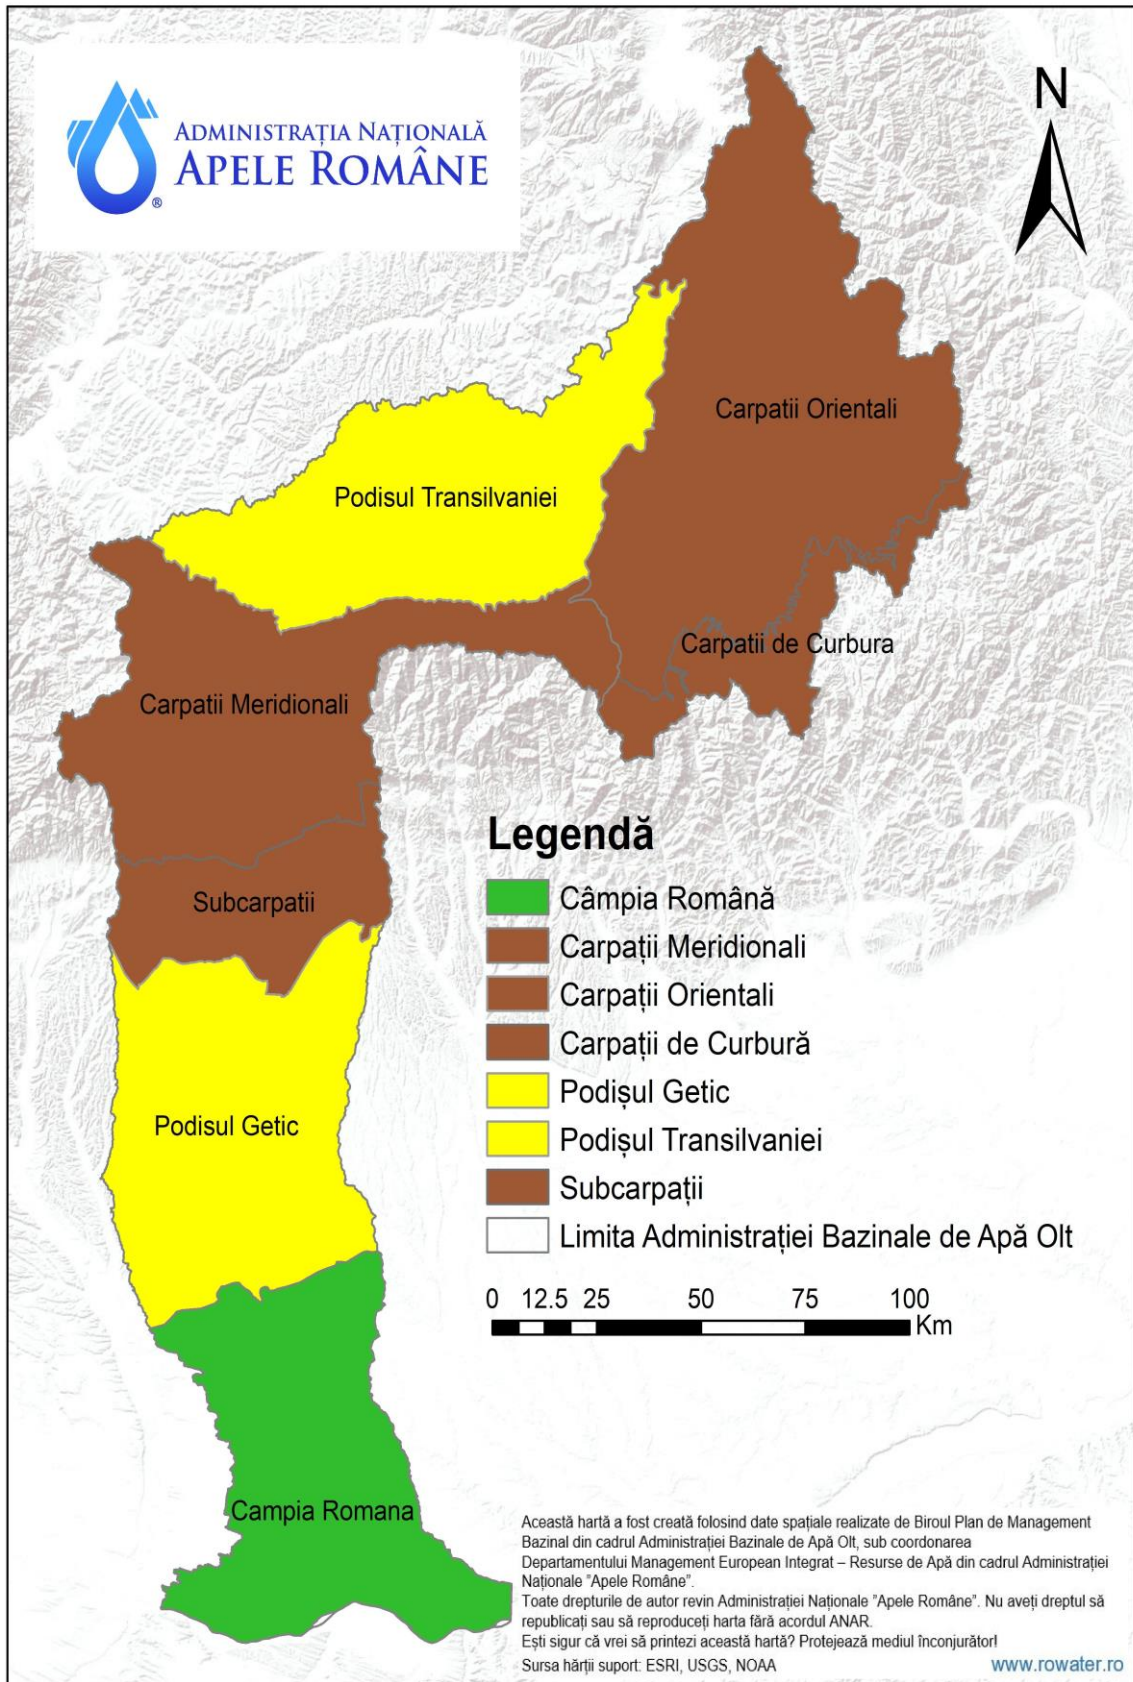 ADMINISTRAȚIA NAȚIONALĂ
APELE ROMÂNE
®
N
Carpatii Orientali
Podisul Transilvaniei
Carpatii de Curbura
Carpatii Meridionali
Subcarpatii
Podisul Getic
Campia Romana
Legendă
Câmpia Română
Carpații Meridionali
Carpații Orientali
Carpații de Curbură
Podișul Getic
Podișul Transilvaniei
Subcarpații
Limita Administrației Bazinale de Apă Olt
0 12.5 25 50 75 100
Km
Această hartă a fost creată folosind date spațiale realizate de Biroul Plan de Management
Bazinal din cadrul Administrației Bazinale de Apă Olt, sub coordonarea
Departamentului Management European Integrat – Resurse de Apă din cadrul Administrației
Naționale "Apele Române".
Toate drepturile de autor revin Administrației Naționale "Apele Române". Nu aveți dreptul să
republicați sau să reproduceți harta fără acordul ANAR.
Ești sigur că vrei să printezi această hartă? Protejează mediul înconjurător!
Sursa hărții suport: ESRI, USGS, NOAA
www.rowater.ro